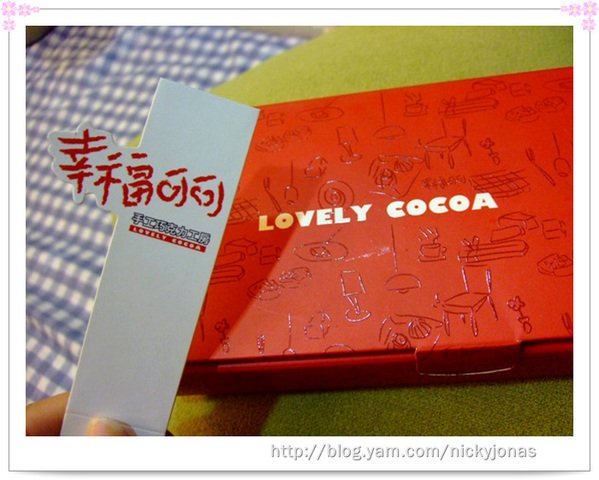 幸福可可
手工巧克力工房
LOVELY COCOA
LOVELY COCOA
http://blog.yam.com/nickyjonas